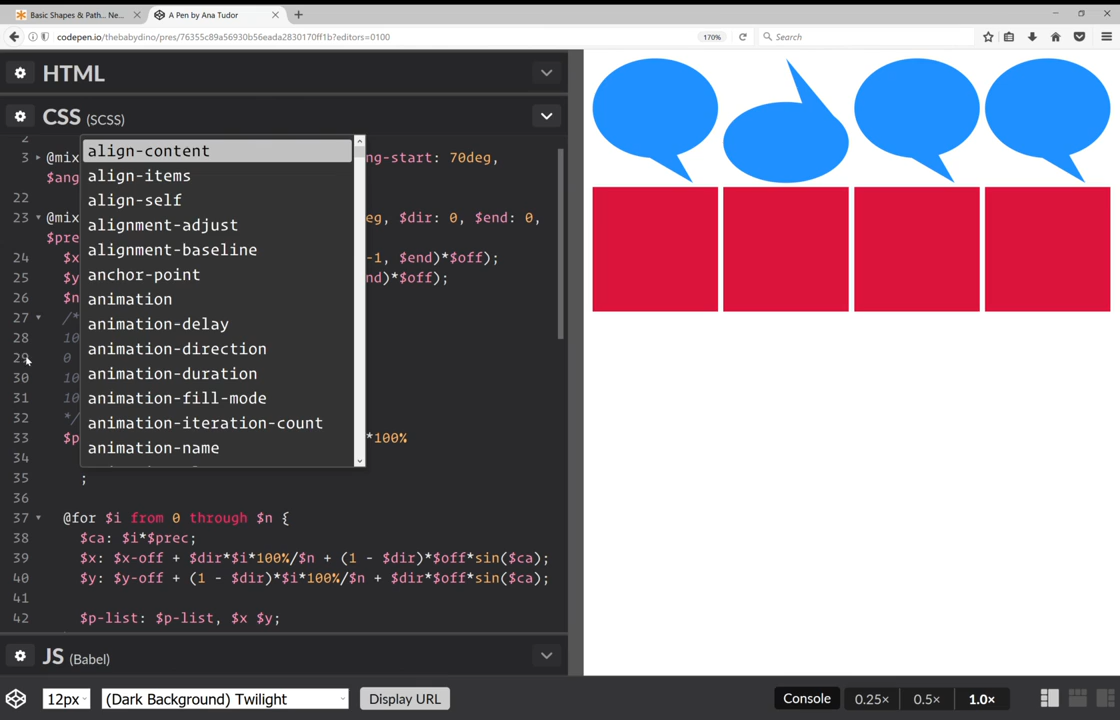 Basic Shapes & Path... Ne...
A Pen by Ana Tudor
codepen.io/thebabydino/pres/76355c89a56930b56eada2830170ff1b?editors=0100
170%
Search
HTML
CSS (SCSS)
2
3 @mix ng-start: 70deg,
$ang
22
23 @mix eg, $dir: 0, $end: 0,
$pre
24 $x -1, $end)*$off);
25 $y nd)*$off);
26 $n
27 /*
28 10
29 0
30 10
31 10
32 */
33 $p *100%
34
35 ;
36
37 @for $i from 0 through $n {
38 $ca: $i*$prec;
39 $x: $x-off + $dir*$i*100%/$n + (1 - $dir)*$off*sin($ca);
40 $y: $y-off + (1 - $dir)*$i*100%/$n + $dir*$off*sin($ca);
41
42 $p-list: $p-list, $x $y;
align-content
align-items
align-self
alignment-adjust
alignment-baseline
anchor-point
animation
animation-delay
animation-direction
animation-duration
animation-fill-mode
animation-iteration-count
animation-name
JS (Babel)
12px
(Dark Background) Twilight
Display URL
Console
0.25×
0.5×
1.0×